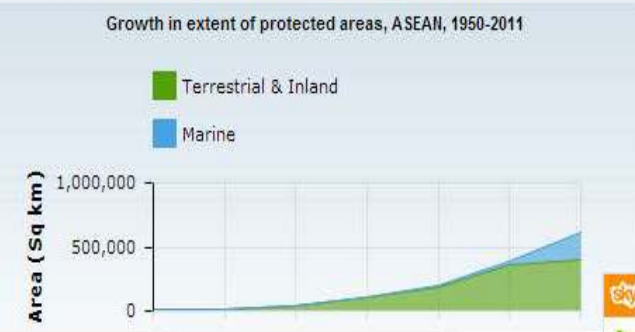 Growth in extent of protected areas, ASEAN, 1950-2011
Terrestrial & Inland
Marine
Area (Sq km)
1,000,000
500,000
0